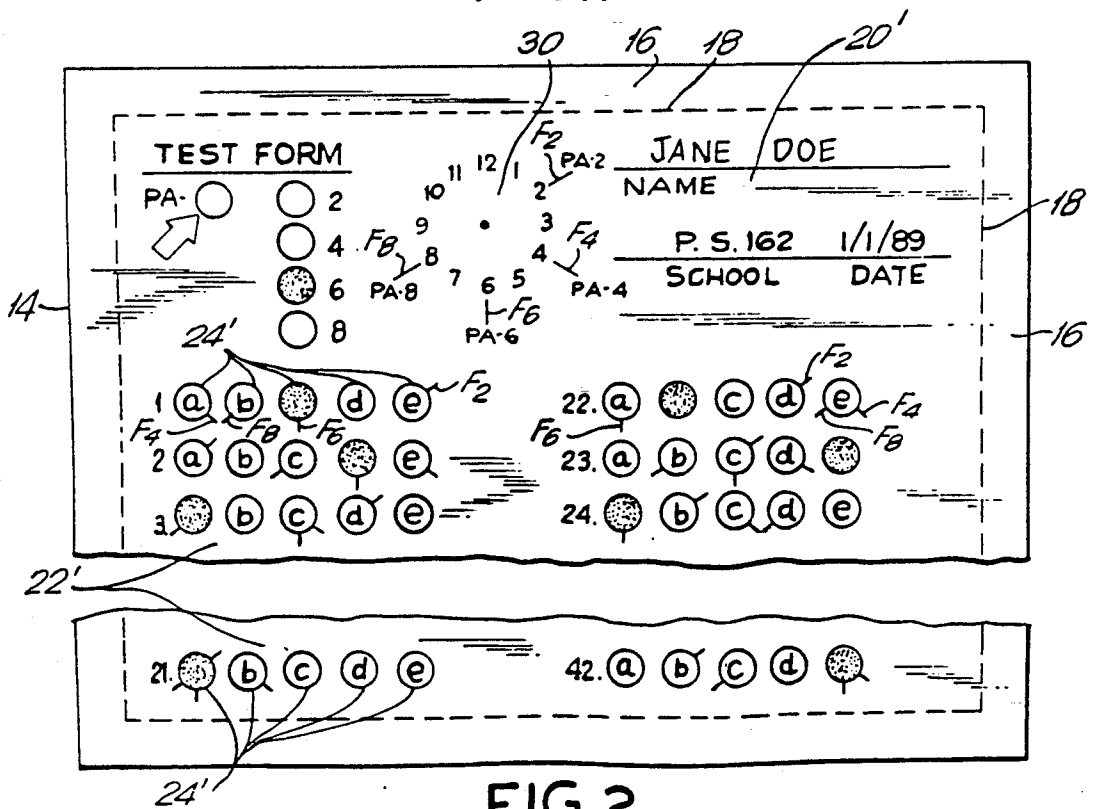 30 16 18 20'
TEST FORM
PA-
2
4
6
8
12 1 2 3 4 5 6 7 8 9 10 11
F2 PA-2
F4 PA-4
F6 PA-6
F8 PA-8
JANE DOE
NAME
P. S. 162 1/1/89
SCHOOL DATE
18
14
16
24'
1 a b d e F2
F4 F8 F6
2 a b c e
3. b c d e
22. a c d e F2
F6 F4 F8
23. a b c d
24. b c d e
22'
21. b c d e
42. a b c d
24'
FIG. 2